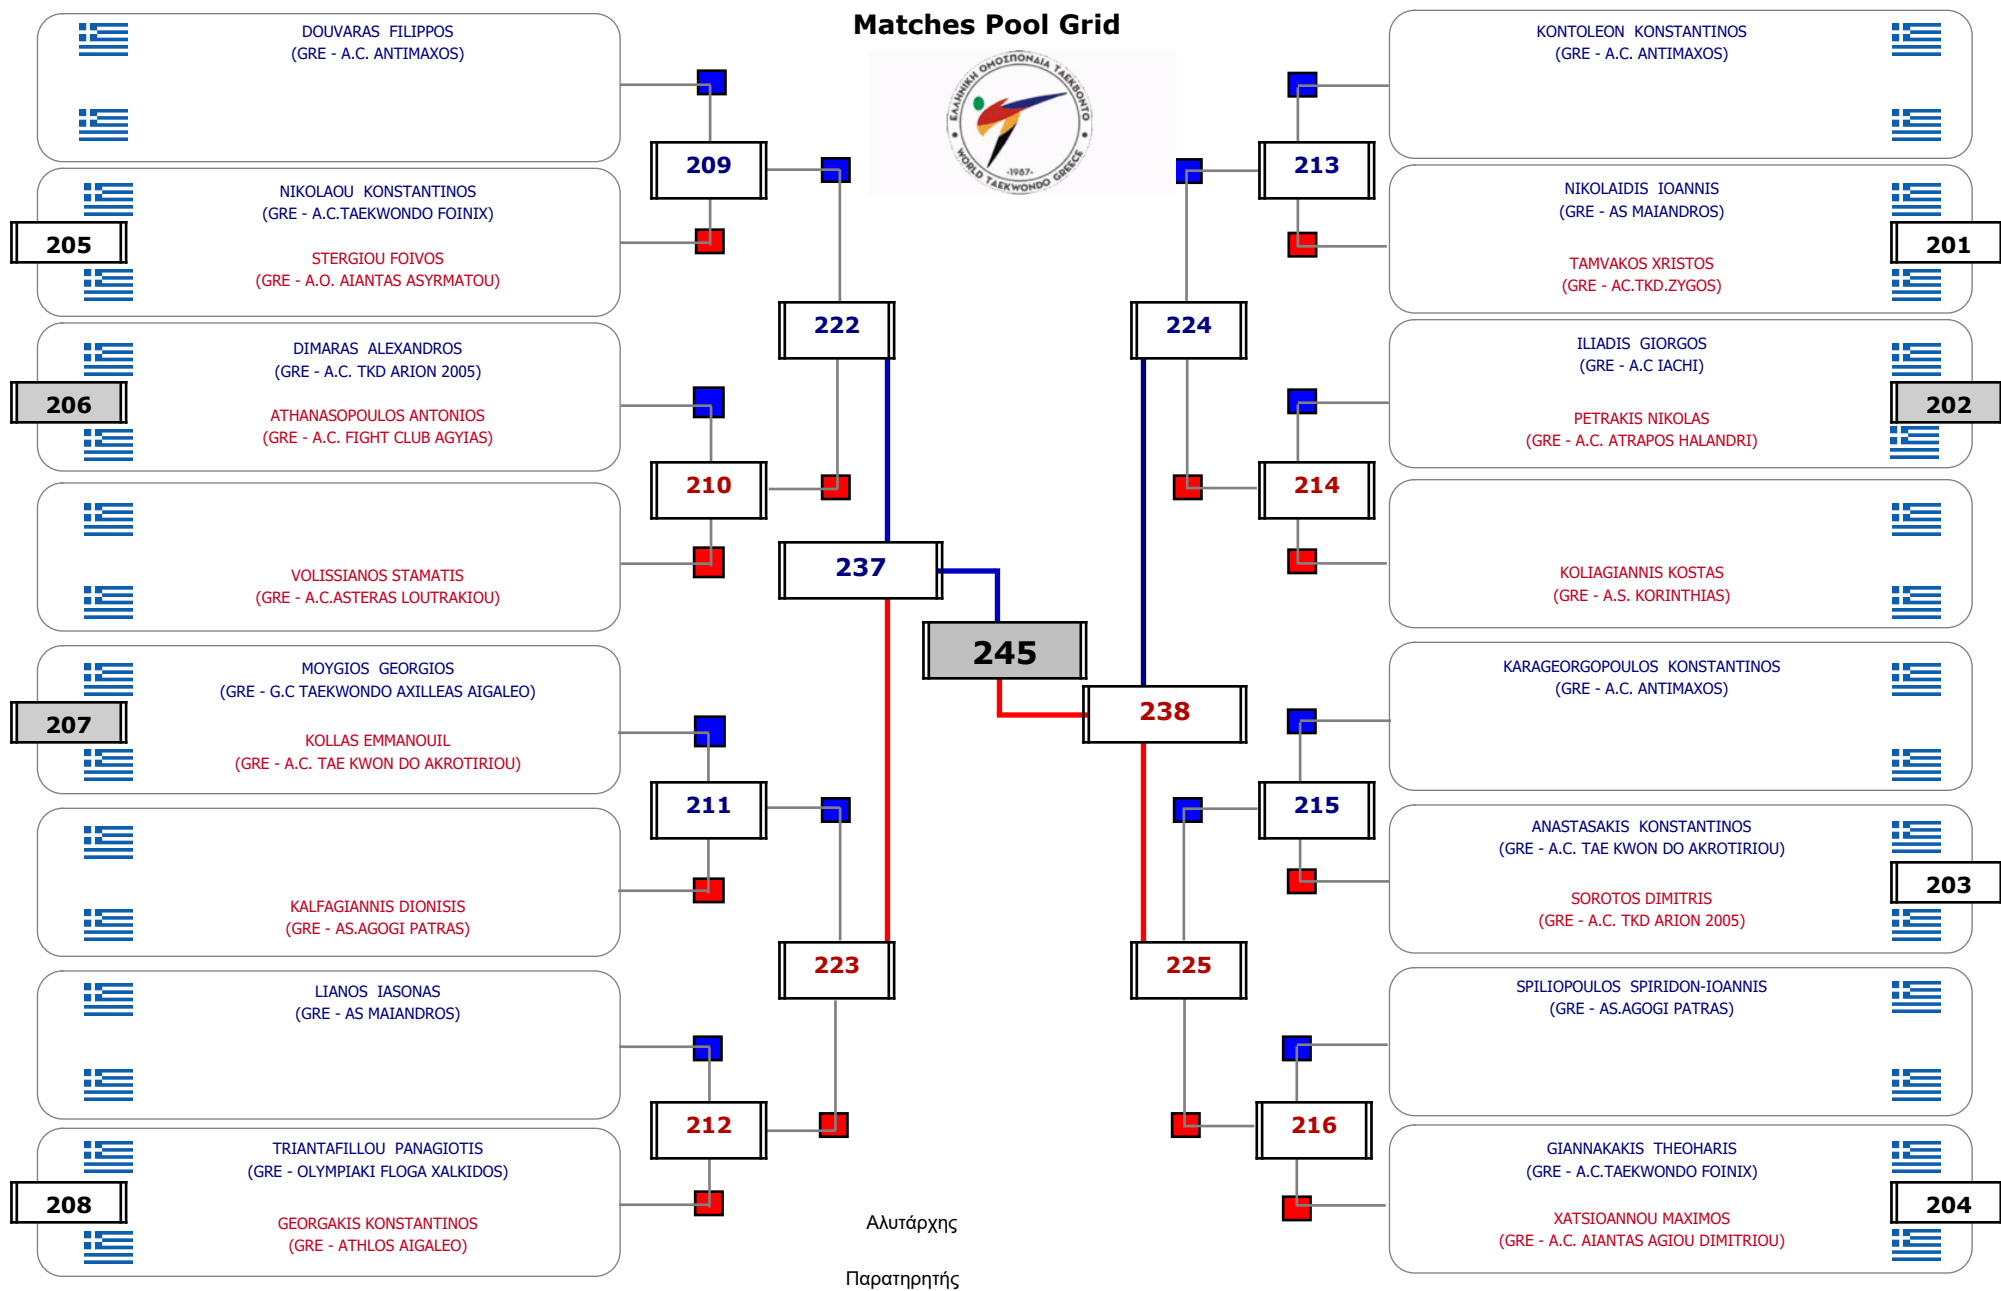 Matches Pool Grid
ΕΛΛΗΝΙΚΗ ΟΜΟΣΠΟΝΔΙΑ ΤΑΕΚΒΟΝΤΟ
-1987-
WORLD TAEKWONDO GREECE
DOUVARAS FILIPPOS
(GRE - A.C. ANTIMAXOS)
209
205
NIKOLAOU KONSTANTINOS
(GRE - A.C.TAEKWONDO FOINIX)
STERGIOU FOIVOS
(GRE - A.O. AIANTAS ASYRMATOU)
222
206
DIMARAS ALEXANDROS
(GRE - A.C. TKD ARION 2005)
ATHANASOPOULOS ANTONIOS
(GRE - A.C. FIGHT CLUB AGYIAS)
210
VOLISSIANOS STAMATIS
(GRE - A.C.ASTERAS LOUTRAKIOU)
237
207
MOYGIOS GEORGIOS
(GRE - G.C TAEKWONDO AXILLEAS AIGALEO)
KOLLAS EMMANOUIL
(GRE - A.C. TAE KWON DO AKROTIRIOU)
211
KALFAGIANNIS DIONISIS
(GRE - AS.AGOGI PATRAS)
223
LIANOS IASONAS
(GRE - AS MAIANDROS)
212
208
TRIANTAFILLOU PANAGIOTIS
(GRE - OLYMPIAKI FLOGA XALKIDOS)
GEORGAKIS KONSTANTINOS
(GRE - ATHLOS AIGALEO)
245
KONTOLEON KONSTANTINOS
(GRE - A.C. ANTIMAXOS)
213
NIKOLAIDIS IOANNIS
(GRE - AS MAIANDROS)
201
TAMVAKOS XRISTOS
(GRE - AC.TKD.ZYGOS)
224
ILIADIS GIORGOS
(GRE - A.C IACHI)
202
PETRAKIS NIKOLAS
(GRE - A.C. ATRAPOS HALANDRI)
214
KOLIAGIANNIS KOSTAS
(GRE - A.S. KORINTHIAS)
238
KARAGEORGOPOULOS KONSTANTINOS
(GRE - A.C. ANTIMAXOS)
215
ANASTASAKIS KONSTANTINOS
(GRE - A.C. TAE KWON DO AKROTIRIOU)
203
SOROTOS DIMITRIS
(GRE - A.C. TKD ARION 2005)
225
SPILIOPOULOS SPIRIDON-IOANNIS
(GRE - AS.AGOGI PATRAS)
216
GIANNAKAKIS THEOHARIS
(GRE - A.C.TAEKWONDO FOINIX)
204
XATSIOANNOU MAXIMOS
(GRE - A.C. AIANTAS AGIOU DIMITRIOU)
Αλυτάρχης
Παρατηρητής